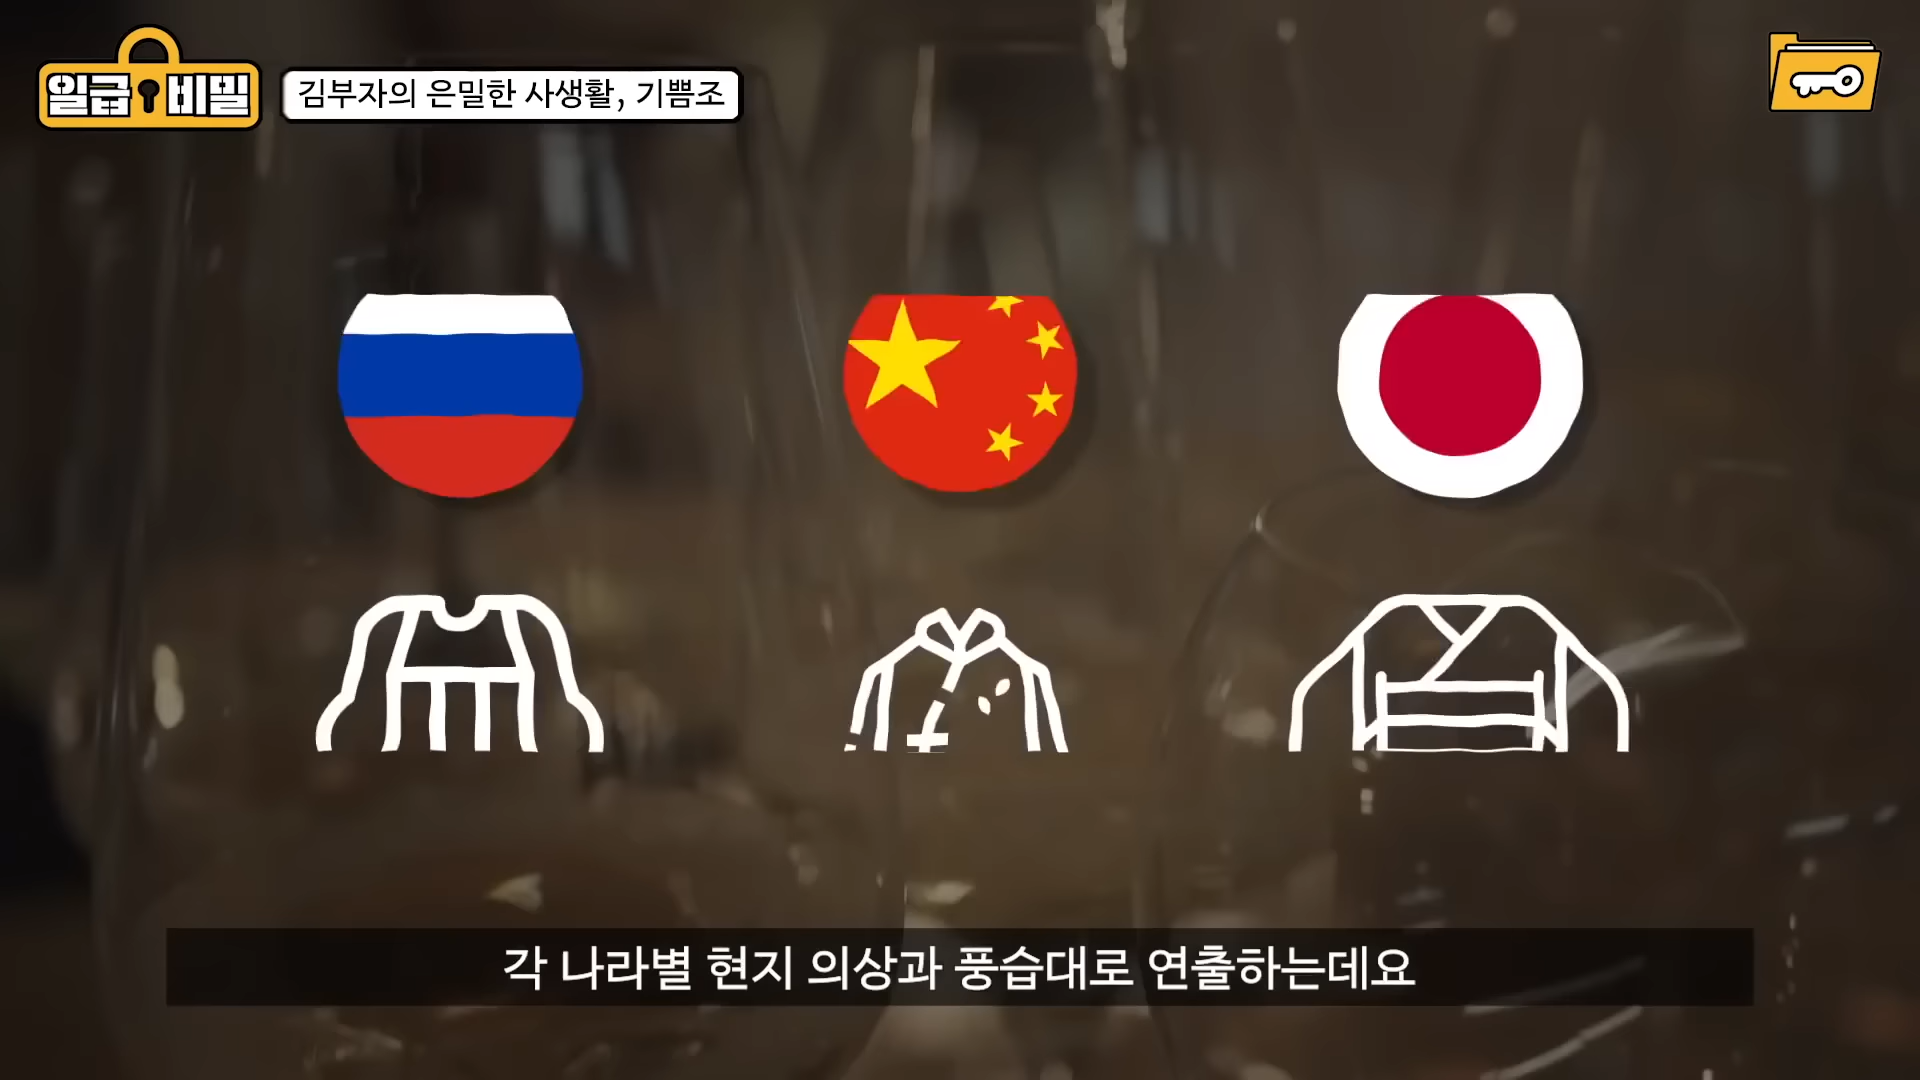 일급비밀
김부자의 은밀한 사생활, 기쁨조
각 나라별 현지 의상과 풍습대로 연출하는데요